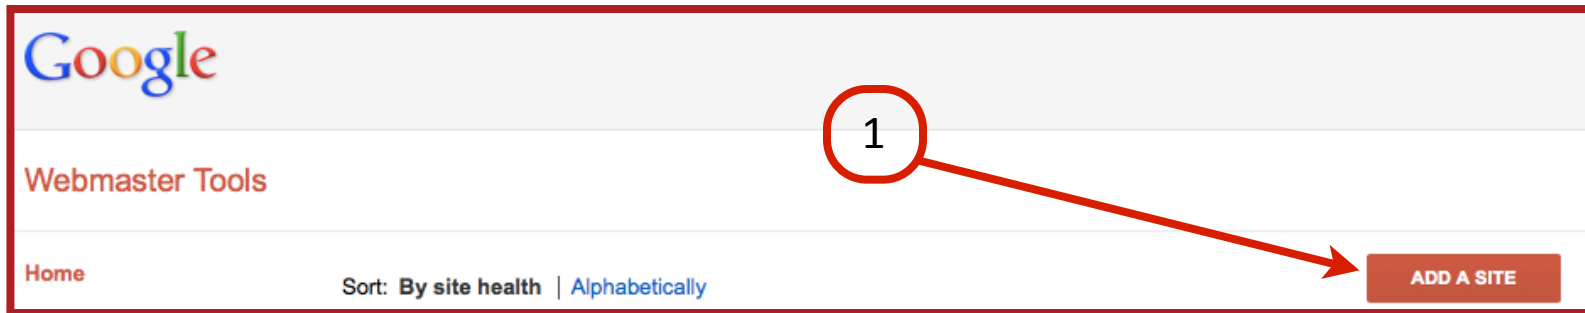 Google
1
Webmaster Tools
Home
Sort: By site health | Alphabetically
ADD A SITE